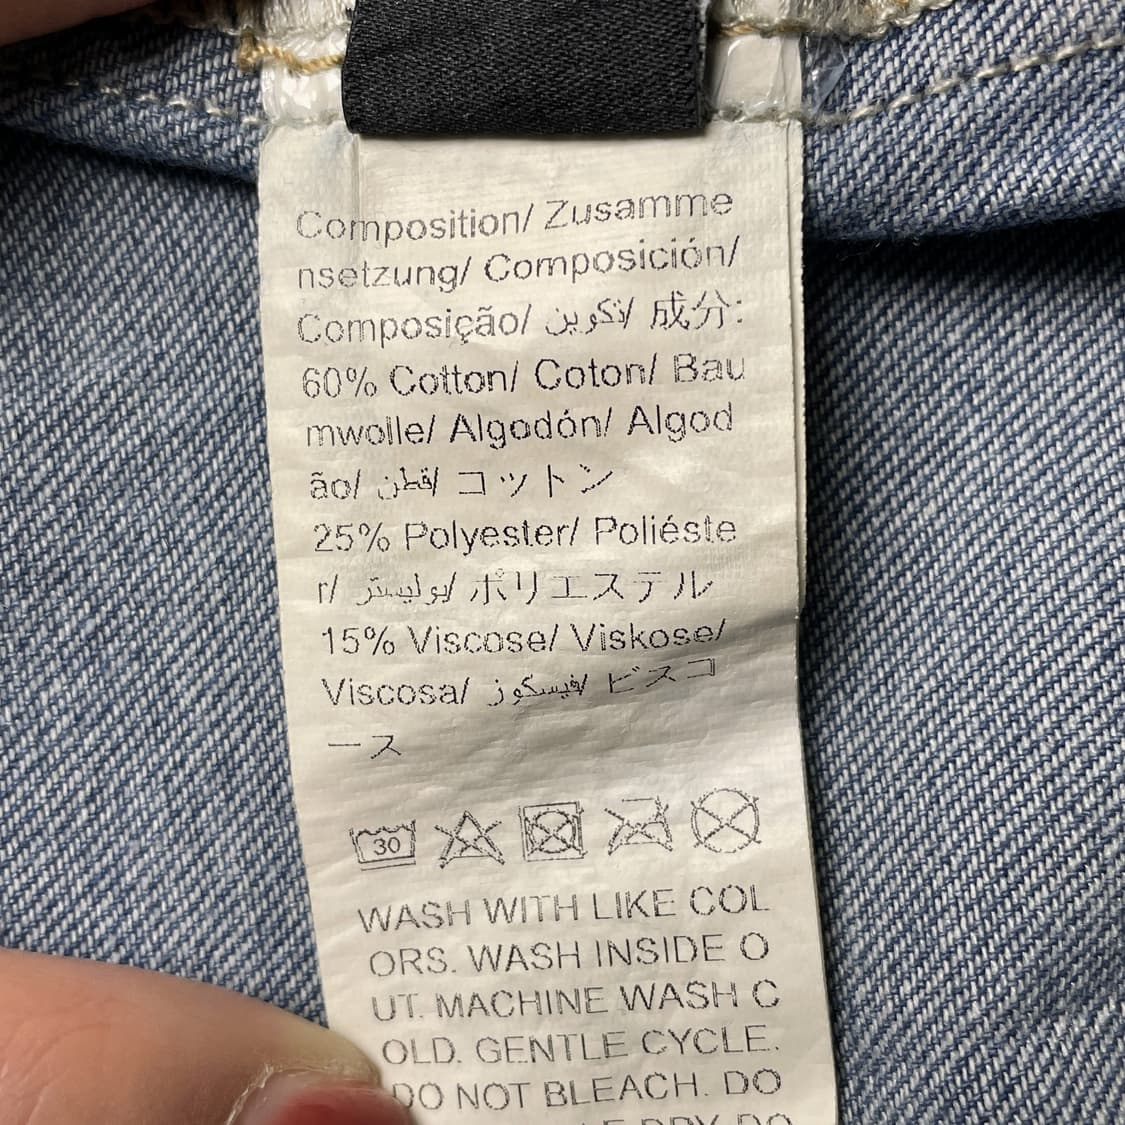 Composition/ Zusamme
nsetzung/ Composición/
Composição/ تكوين/ 成分:
60% Cotton/ Coton/ Bau
mwolle/ Algodón/ Algod
ão/ قطن/ コットン
25% Polyester/ Poliéste
r/ بوليستر/ ポリエステル
15% Viscose/ Viskose/
Viscosa/ فيسكوز/ ビスコ
ース
30
WASH WITH LIKE COL
ORS. WASH INSIDE O
UT. MACHINE WASH C
OLD. GENTLE CYCLE.
DO NOT BLEACH. DO